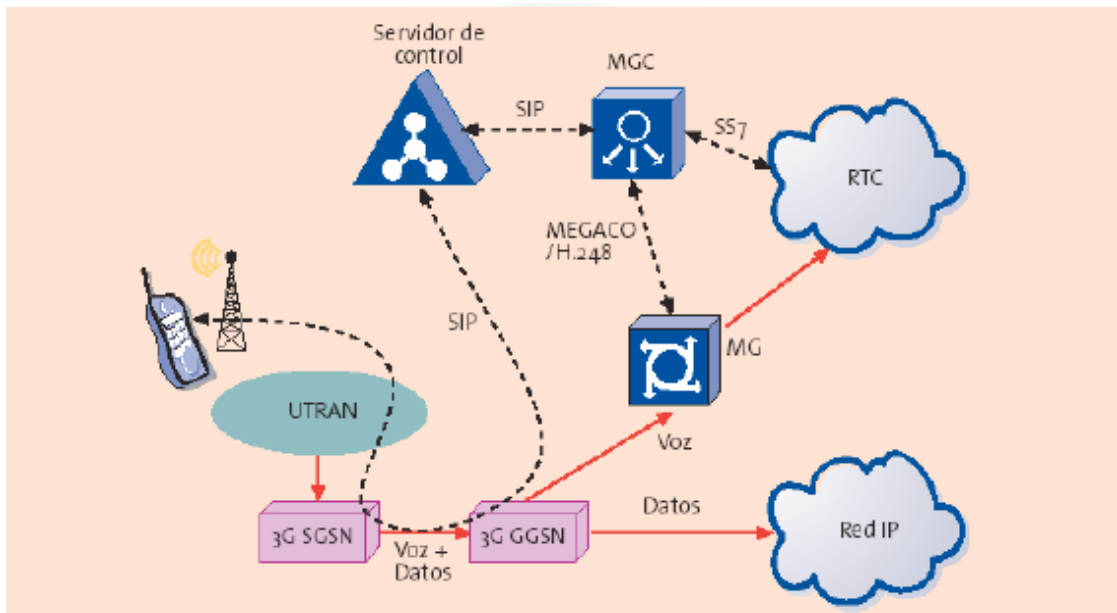 Servidor de
control
MGC
SIP
SS7
RTC
MEGACO
/H.248
SIP
MG
UTRAN
Voz
3G SGSN
Voz +
Datos
3G GGSN
Datos
Red IP